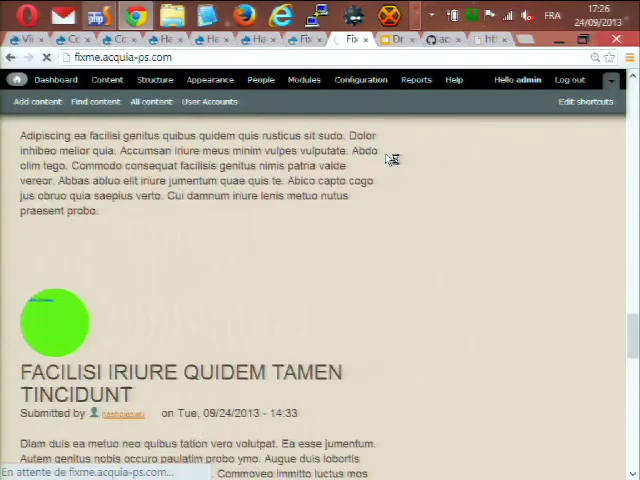 17:26
FRA
24/09/2013
fixme.acquia-ps.com
Dashboard Content Structure Appearance People Modules Configuration Reports Help Hello admin Log out
Add content Find content All content User Accounts Edit shortcuts
Adipiscing ea facilisi genitus quibus quidem quis rusticus sit sudo. Dolor
inhibeo melior quia. Accumsan iriure meus minim vulpes vulputate. Abdo
olim tego. Commodo consequat facilisis genitus nimis patria valde
vereor. Abbas abluo elit iriure jumentum quae quis te. Abico capto cogo
jus obruo quia saepius verto. Cui damnum iriure lenis metuo nutus
praesent probo.
FACILISI IRIURE QUIDEM TAMEN
TINCIDUNT
Submitted by on Tue, 09/24/2013 - 14:33
Diam duis ea metuo neo quibus tation vero volutpat. Ea esse jumentum.
Autem genitus nobis occuro paulatim probo ymo. Augue duis lobortis
Commoveo immitto luctus mos
En attente de fixme.acquia-ps.com...